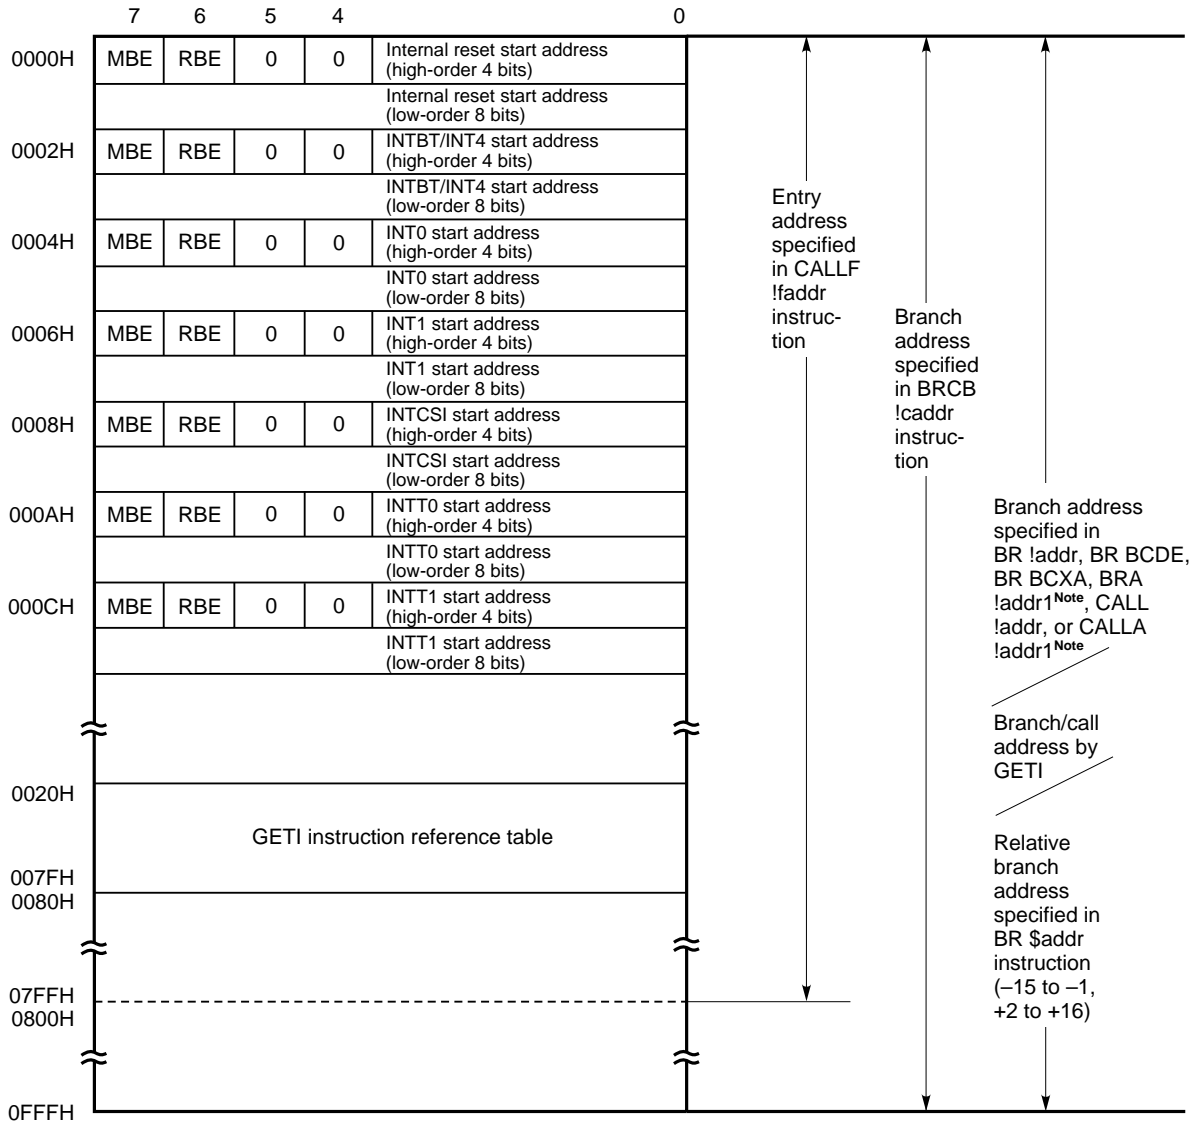 7 6 5 4 0
0000H MBE RBE 0 0 Internal reset start address
(high-order 4 bits)
Internal reset start address
(low-order 8 bits)
0002H MBE RBE 0 0 INTBT/INT4 start address
(high-order 4 bits)
INTBT/INT4 start address
(low-order 8 bits)
0004H MBE RBE 0 0 INT0 start address
(high-order 4 bits)
INT0 start address
(low-order 8 bits)
0006H MBE RBE 0 0 INT1 start address
(high-order 4 bits)
INT1 start address
(low-order 8 bits)
0008H MBE RBE 0 0 INTCSI start address
(high-order 4 bits)
INTCSI start address
(low-order 8 bits)
000AH MBE RBE 0 0 INTT0 start address
(high-order 4 bits)
INTT0 start address
(low-order 8 bits)
000CH MBE RBE 0 0 INTT1 start address
(high-order 4 bits)
INTT1 start address
(low-order 8 bits)
0020H
GETI instruction reference table
007FH
0080H
07FFH
0800H
0FFFH
Entry
address
specified
in CALLF
!faddr
instruc-
tion
Branch
address
specified
in BRCB
!caddr
instruc-
tion
Branch address
specified in
BR !addr, BR BCDE,
BR BCXA, BRA
!addr1Note, CALL
!addr, or CALLA
!addr1Note
Branch/call
address by
GETI
Relative
branch
address
specified in
BR $addr
instruction
(–15 to –1,
+2 to +16)